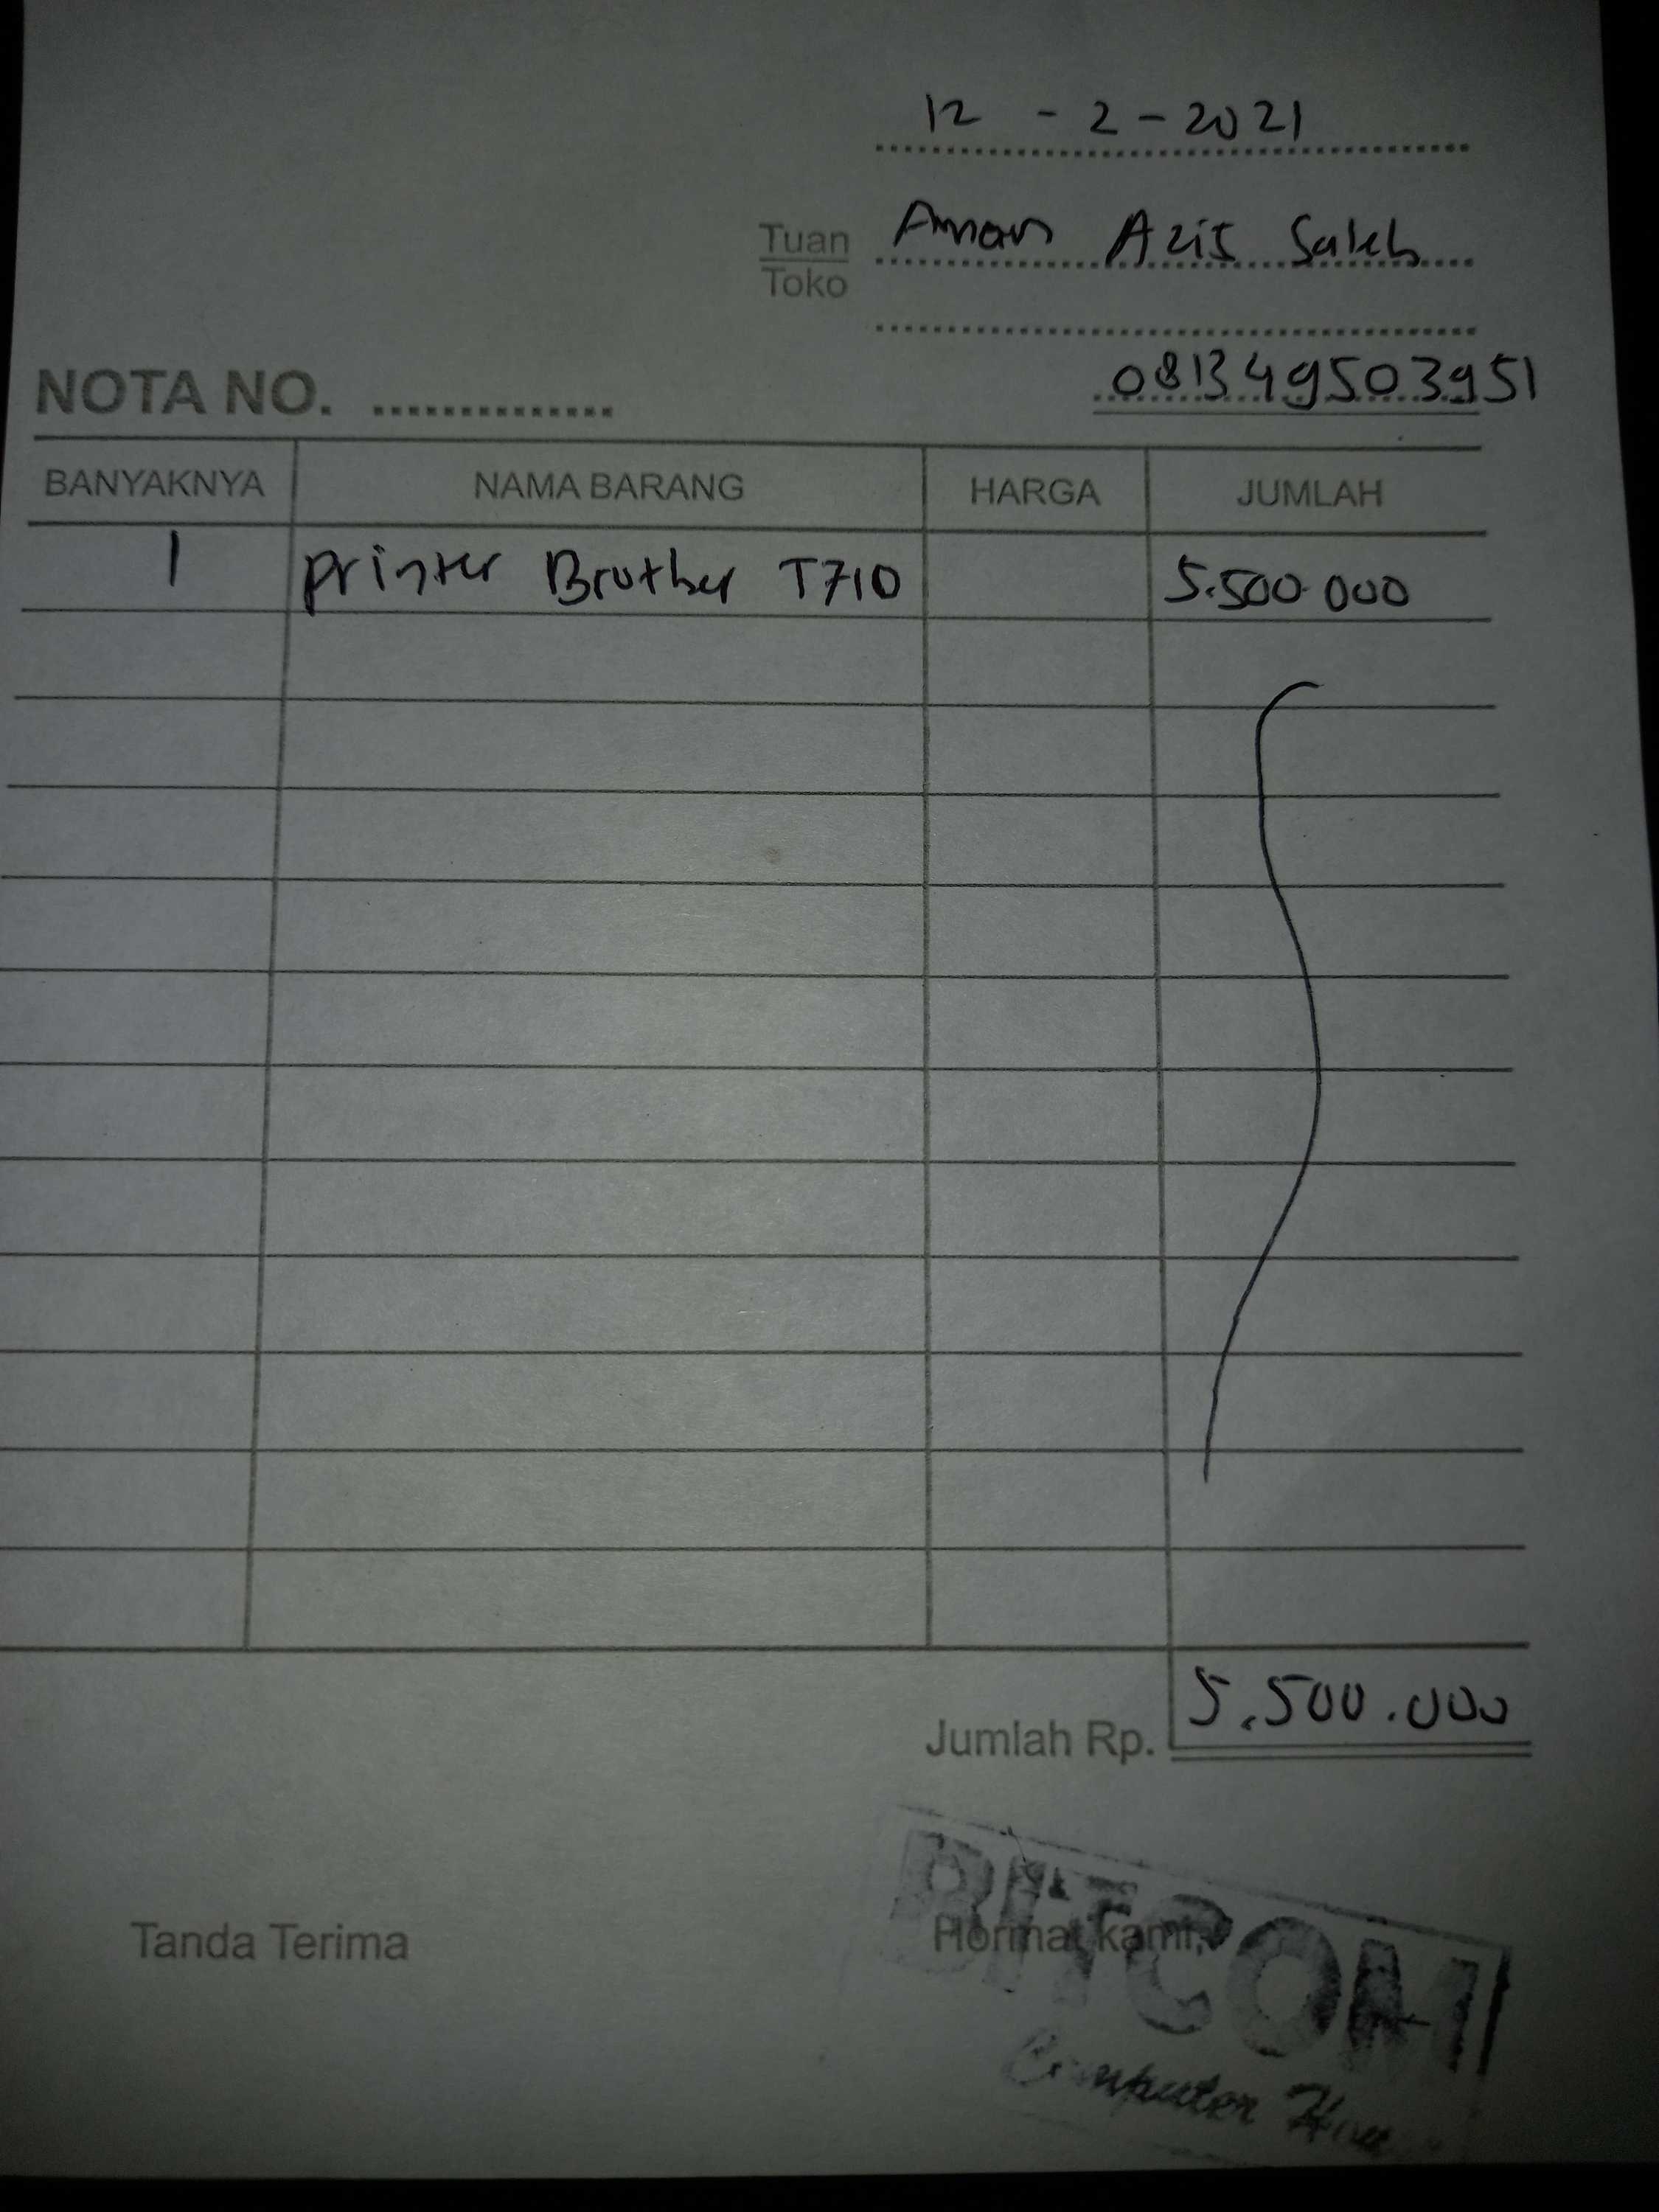 12 - 2 - 2021
Tuan Aman Azis Saleh
Toko
NOTA NO. .............. 081349503951
BANYAKNYA NAMA BARANG HARGA JUMLAH
1 printer Brother T710 5.500.000
Jumlah Rp. 5.500.000
Tanda Terima Hormat kami,
BITCOM
Computer